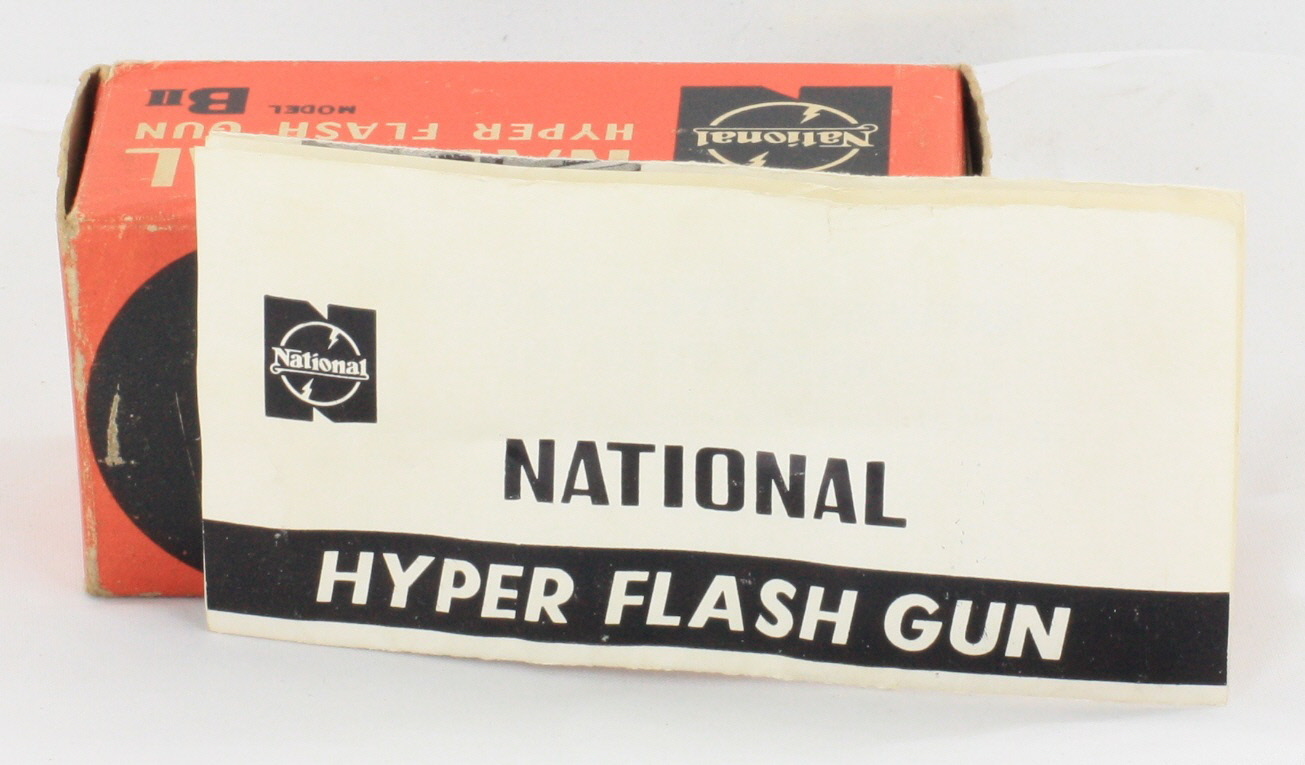 MODEL BII
HYPER FLASH GUN
National
National
NATIONAL
HYPER FLASH GUN